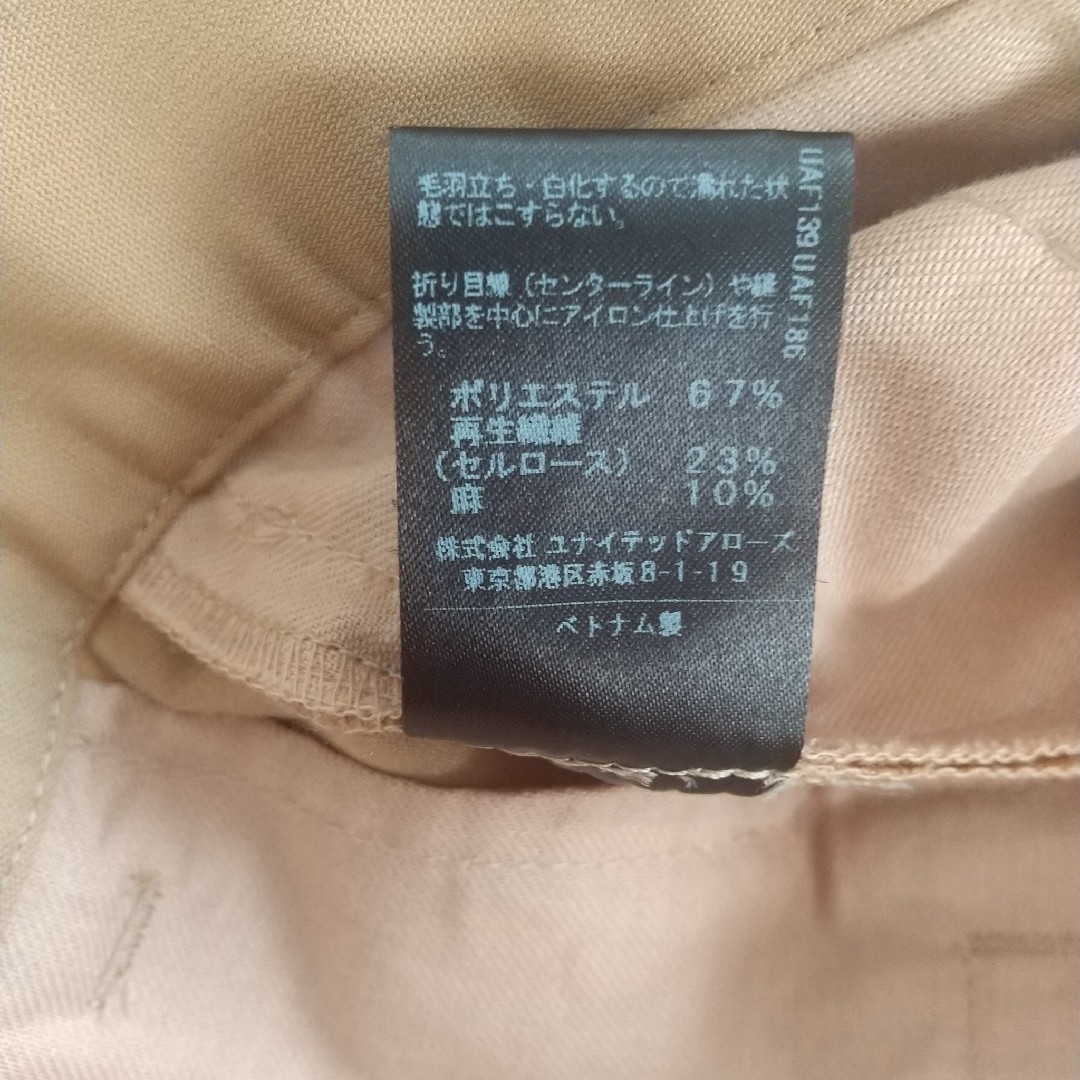 毛羽立ち・白化するので濡れた状
態ではこすらない。
折り目線（センターライン）や縫
製部を中心にアイロン仕上げを行
う。
ポリエステル 67%
再生繊維
（セルロース） 23%
麻 10%
株式会社 ユナイテッドアローズ
東京都港区赤坂8-1-19
ベトナム製
UAF139 UAF186